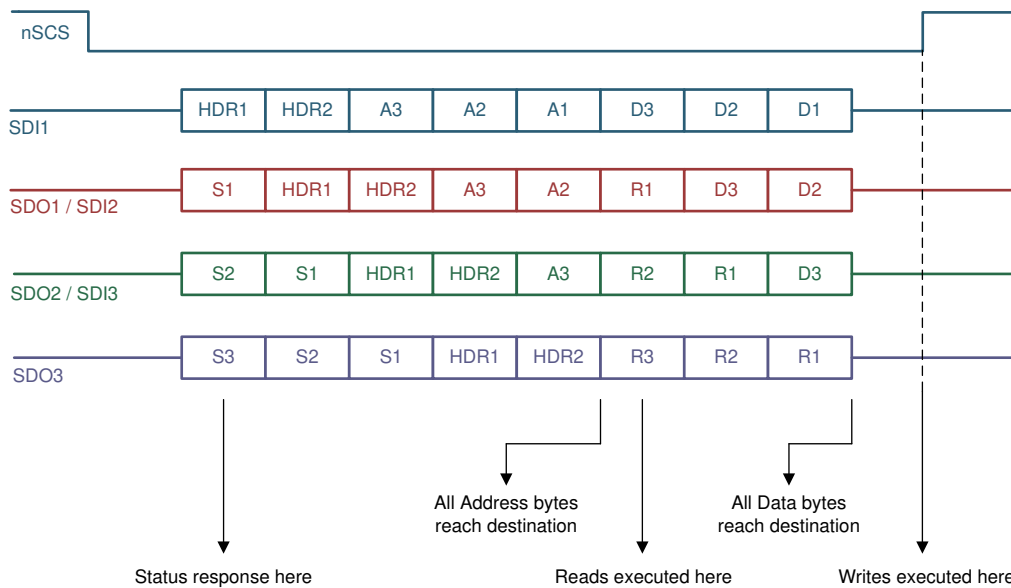 nSCS
HDR1 HDR2 A3 A2 A1 D3 D2 D1
SDI1
S1 HDR1 HDR2 A3 A2 R1 D3 D2
SDO1 / SDI2
S2 S1 HDR1 HDR2 A3 R2 R1 D3
SDO2 / SDI3
S3 S2 S1 HDR1 HDR2 R3 R2 R1
SDO3
All Address bytes
reach destination
All Data bytes
reach destination
Status response here
Reads executed here
Writes executed here